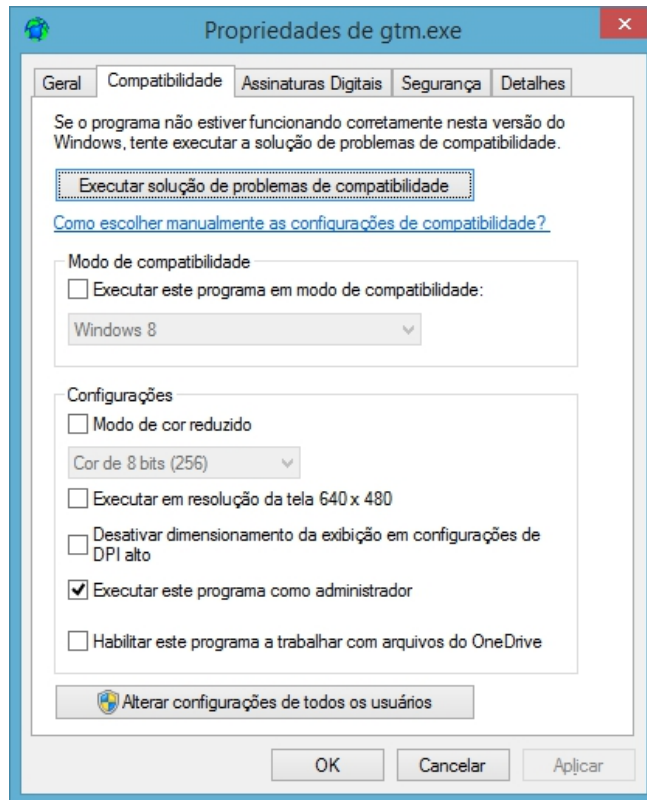 Propriedades de gtm.exe
Geral
Compatibilidade
Assinaturas Digitais
Segurança
Detalhes
Se o programa não estiver funcionando corretamente nesta versão do
Windows, tente executar a solução de problemas de compatibilidade.
Executar solução de problemas de compatibilidade
Como escolher manualmente as configurações de compatibilidade?
Modo de compatibilidade
Executar este programa em modo de compatibilidade:
Windows 8
Configurações
Modo de cor reduzido
Cor de 8 bits (256)
Executar em resolução da tela 640 x 480
Desativar dimensionamento da exibição em configurações de
DPI alto
Executar este programa como administrador
Habilitar este programa a trabalhar com arquivos do OneDrive
Alterar configurações de todos os usuários
OK
Cancelar
Aplicar